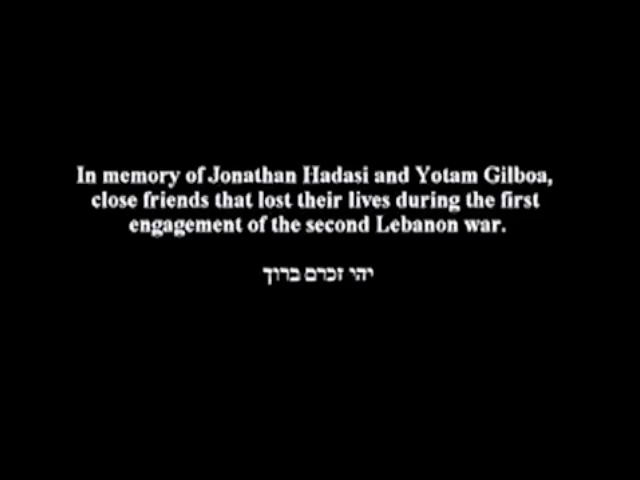 In memory of Jonathan Hadasi and Yotam Gilboa,
close friends that lost their lives during the first
engagement of the second Lebanon war.
יהי זכרם ברוך